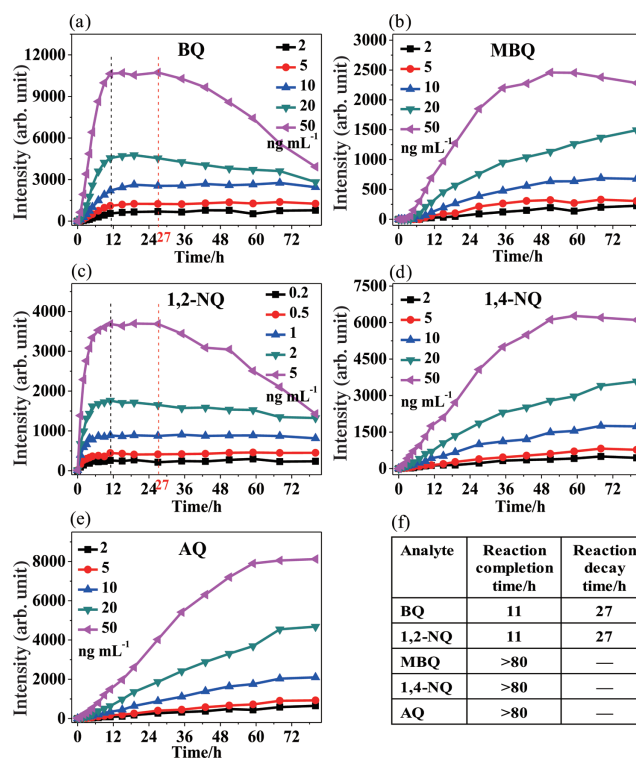 (a)
BQ
Intensity (arb. unit)
12000
9000
6000
3000
0
2
5
10
20
50
ng mL⁻¹
0 12 24 27 36 48 60 72
Time/h
(b)
MBQ
Intensity (arb. unit)
3000
2500
2000
1500
1000
500
0
2
5
10
20
50
ng mL⁻¹
0 12 24 36 48 60 72
Time/h
(c)
1,2-NQ
Intensity (arb. unit)
4000
3000
2000
1000
0
0.2
0.5
1
2
5
ng mL⁻¹
0 12 24 27 36 48 60 72
Time/h
(d)
1,4-NQ
Intensity (arb. unit)
7500
6000
4500
3000
1500
0
2
5
10
20
50
ng mL⁻¹
0 12 24 36 48 60 72
Time/h
(e)
AQ
Intensity (arb. unit)
8000
6000
4000
2000
0
2
5
10
20
50
ng mL⁻¹
0 12 24 36 48 60 72
Time/h
(f)
Analyte Reaction completion time/h Reaction decay time/h
BQ 11 27
1,2-NQ 11 27
MBQ >80 —
1,4-NQ >80 —
AQ >80 —